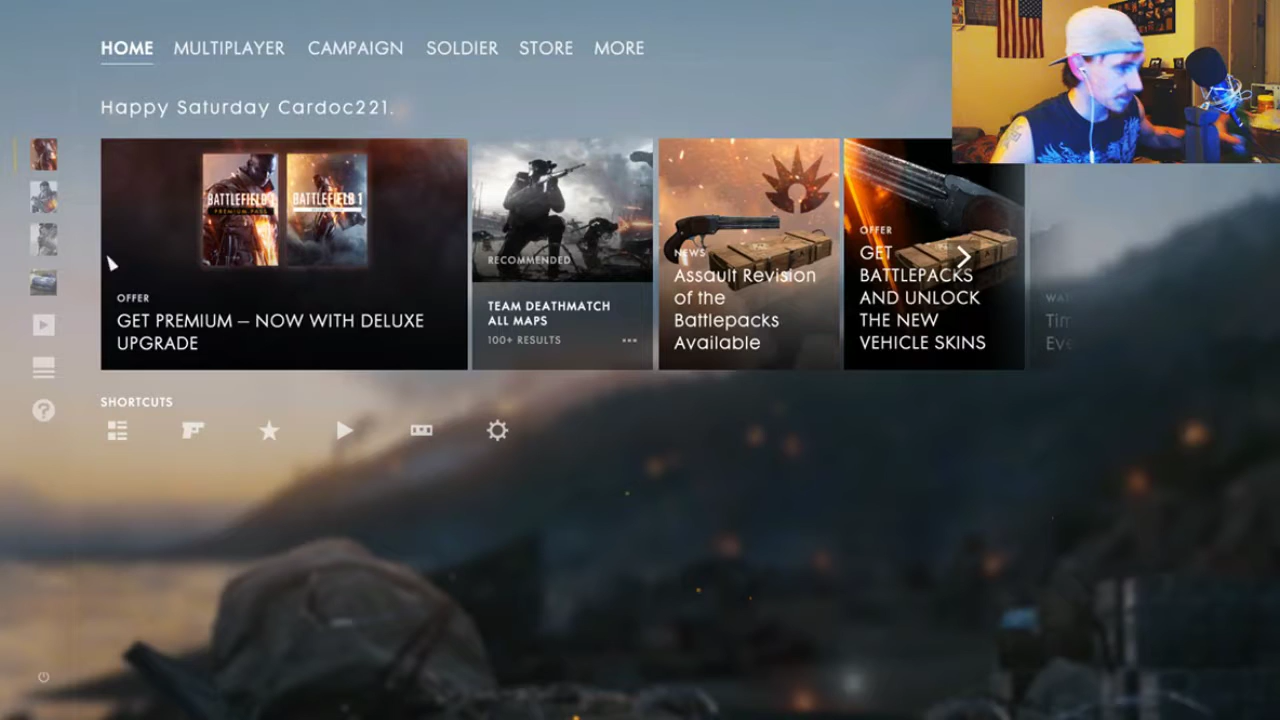 HOME MULTIPLAYER CAMPAIGN SOLDIER STORE MORE
Happy Saturday Cardoc221.
BATTLEFIELD 1
PREMIUM PASS
BATTLEFIELD 1
OFFER
GET PREMIUM – NOW WITH DELUXE
UPGRADE
RECOMMENDED
TEAM DEATHMATCH
ALL MAPS
100+ RESULTS
NEWS
Assault Revision
of the
Battlepacks
Available
OFFER
GET
BATTLEPACKS
AND UNLOCK
THE NEW
VEHICLE SKINS
SHORTCUTS